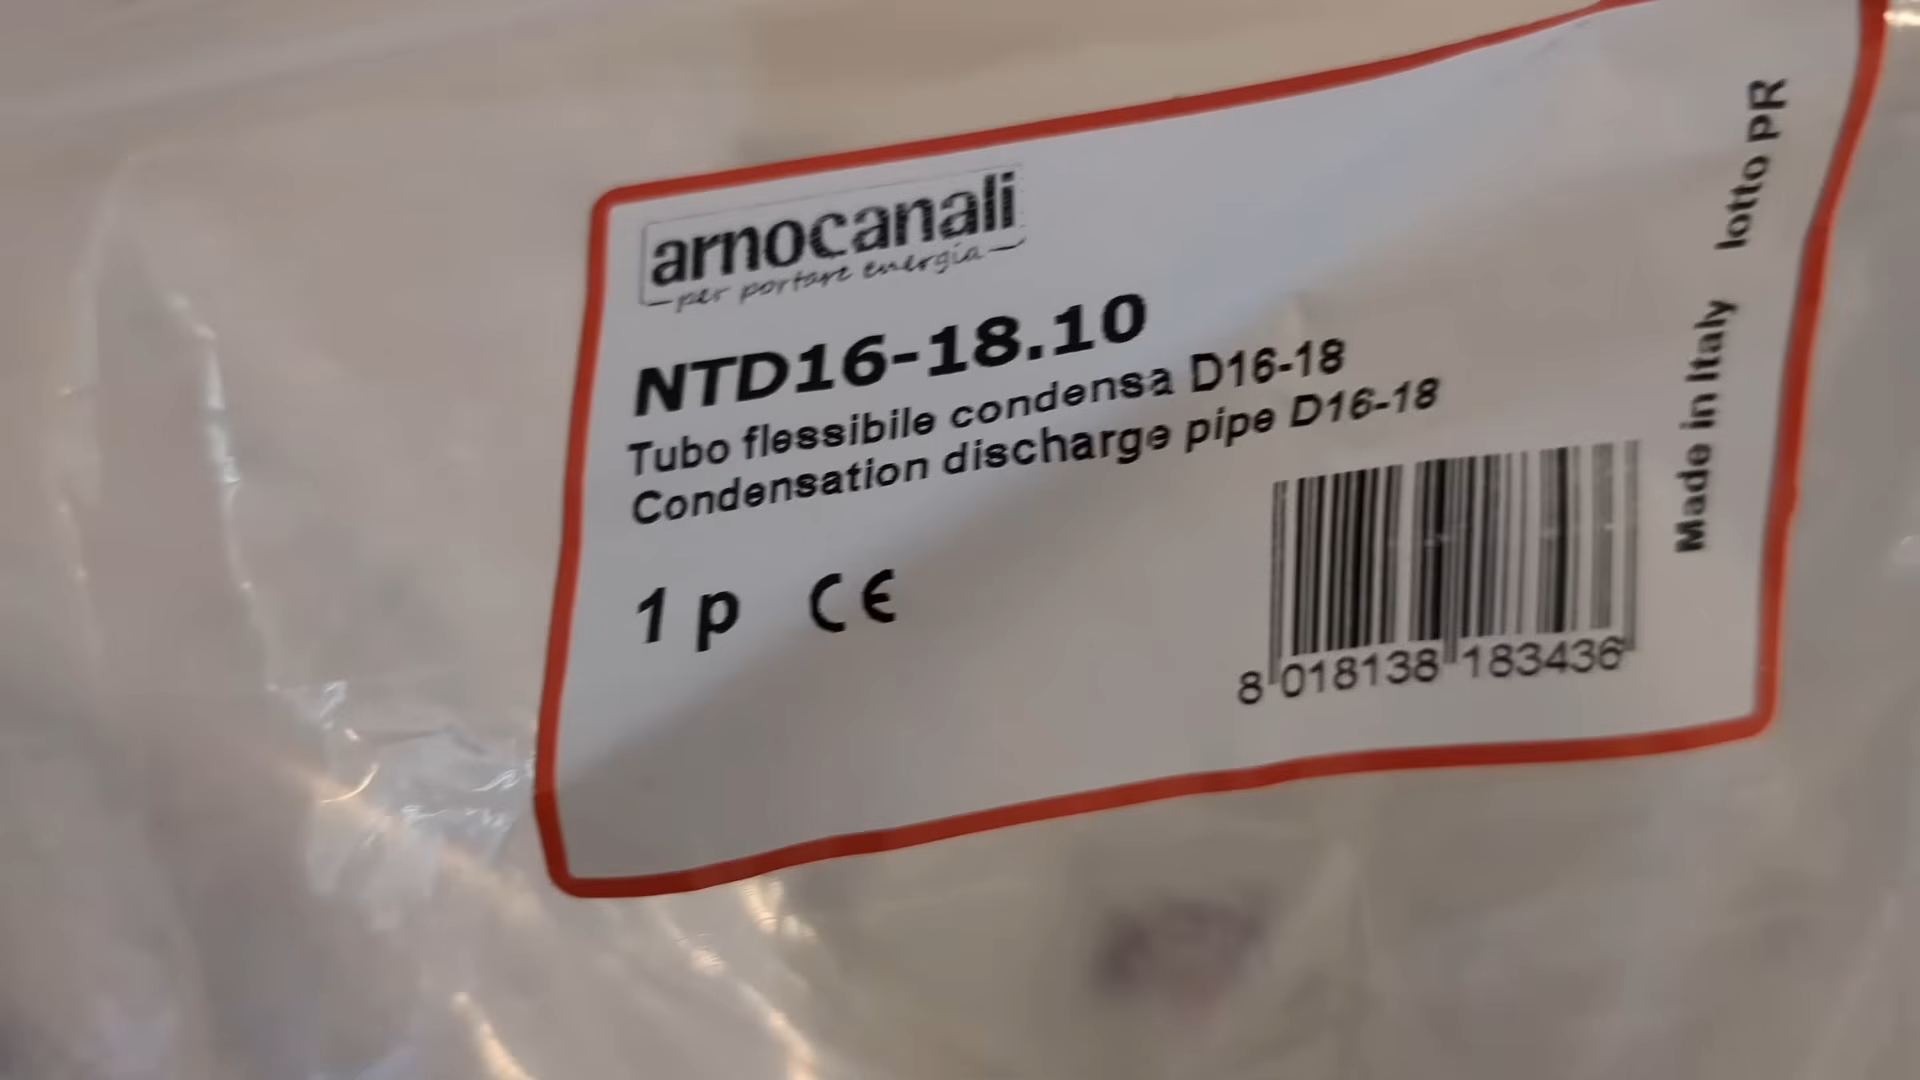 arnocanali
per portare energia
NTD16-18.10
Tubo flessibile condensa D16-18
Condensation discharge pipe D16-18
1 p CE
8 018138 183436
Made in Italy lotto PR